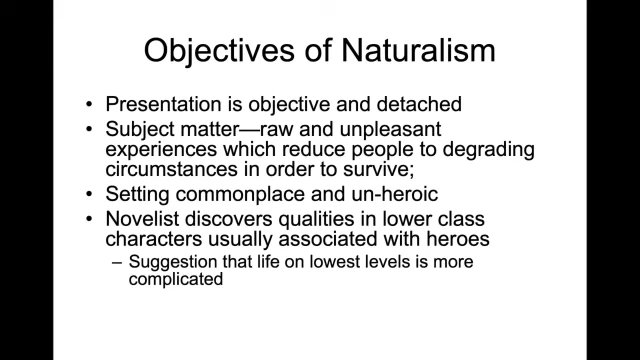 Objectives of Naturalism
• Presentation is objective and detached
• Subject matter—raw and unpleasant
experiences which reduce people to degrading
circumstances in order to survive;
• Setting commonplace and un-heroic
• Novelist discovers qualities in lower class
characters usually associated with heroes
– Suggestion that life on lowest levels is more
complicated